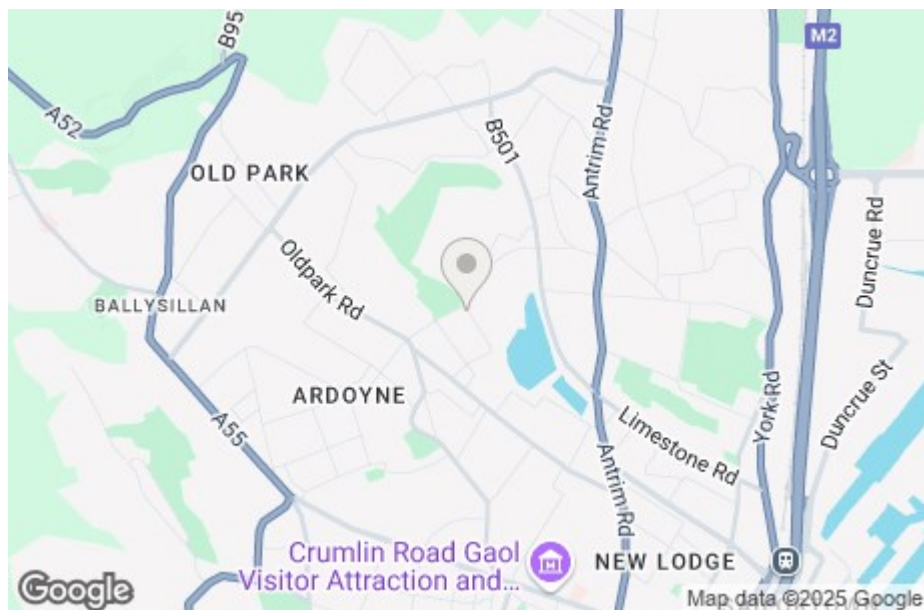 M2
B95
A52
OLD PARK
B501
Antrim Rd
Duncrue Rd
Oldpark Rd
BALLYSILLAN
ARDOYNE
A55
Limestone Rd
York Rd
Duncrue St
Antrim Rd
Crumlin Road Gaol
Visitor Attraction and...
NEW LODGE
Google
Map data ©2025 Google